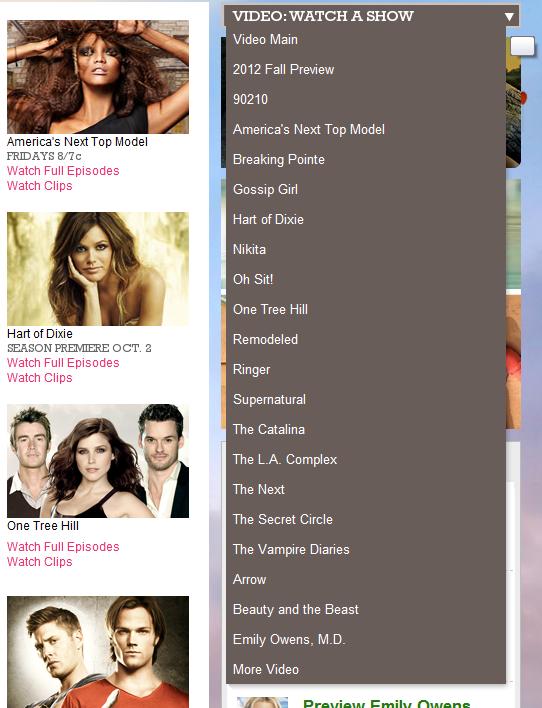 America's Next Top Model
FRIDAYS 8/7c
Watch Full Episodes
Watch Clips
Hart of Dixie
SEASON PREMIERE OCT. 2
Watch Full Episodes
Watch Clips
One Tree Hill
Watch Full Episodes
Watch Clips
VIDEO: WATCH A SHOW
Video Main
2012 Fall Preview
90210
America's Next Top Model
Breaking Pointe
Gossip Girl
Hart of Dixie
Nikita
Oh Sit!
One Tree Hill
Remodeled
Ringer
Supernatural
The Catalina
The L.A. Complex
The Next
The Secret Circle
The Vampire Diaries
Arrow
Beauty and the Beast
Emily Owens, M.D.
More Video
Preview Emily Owens